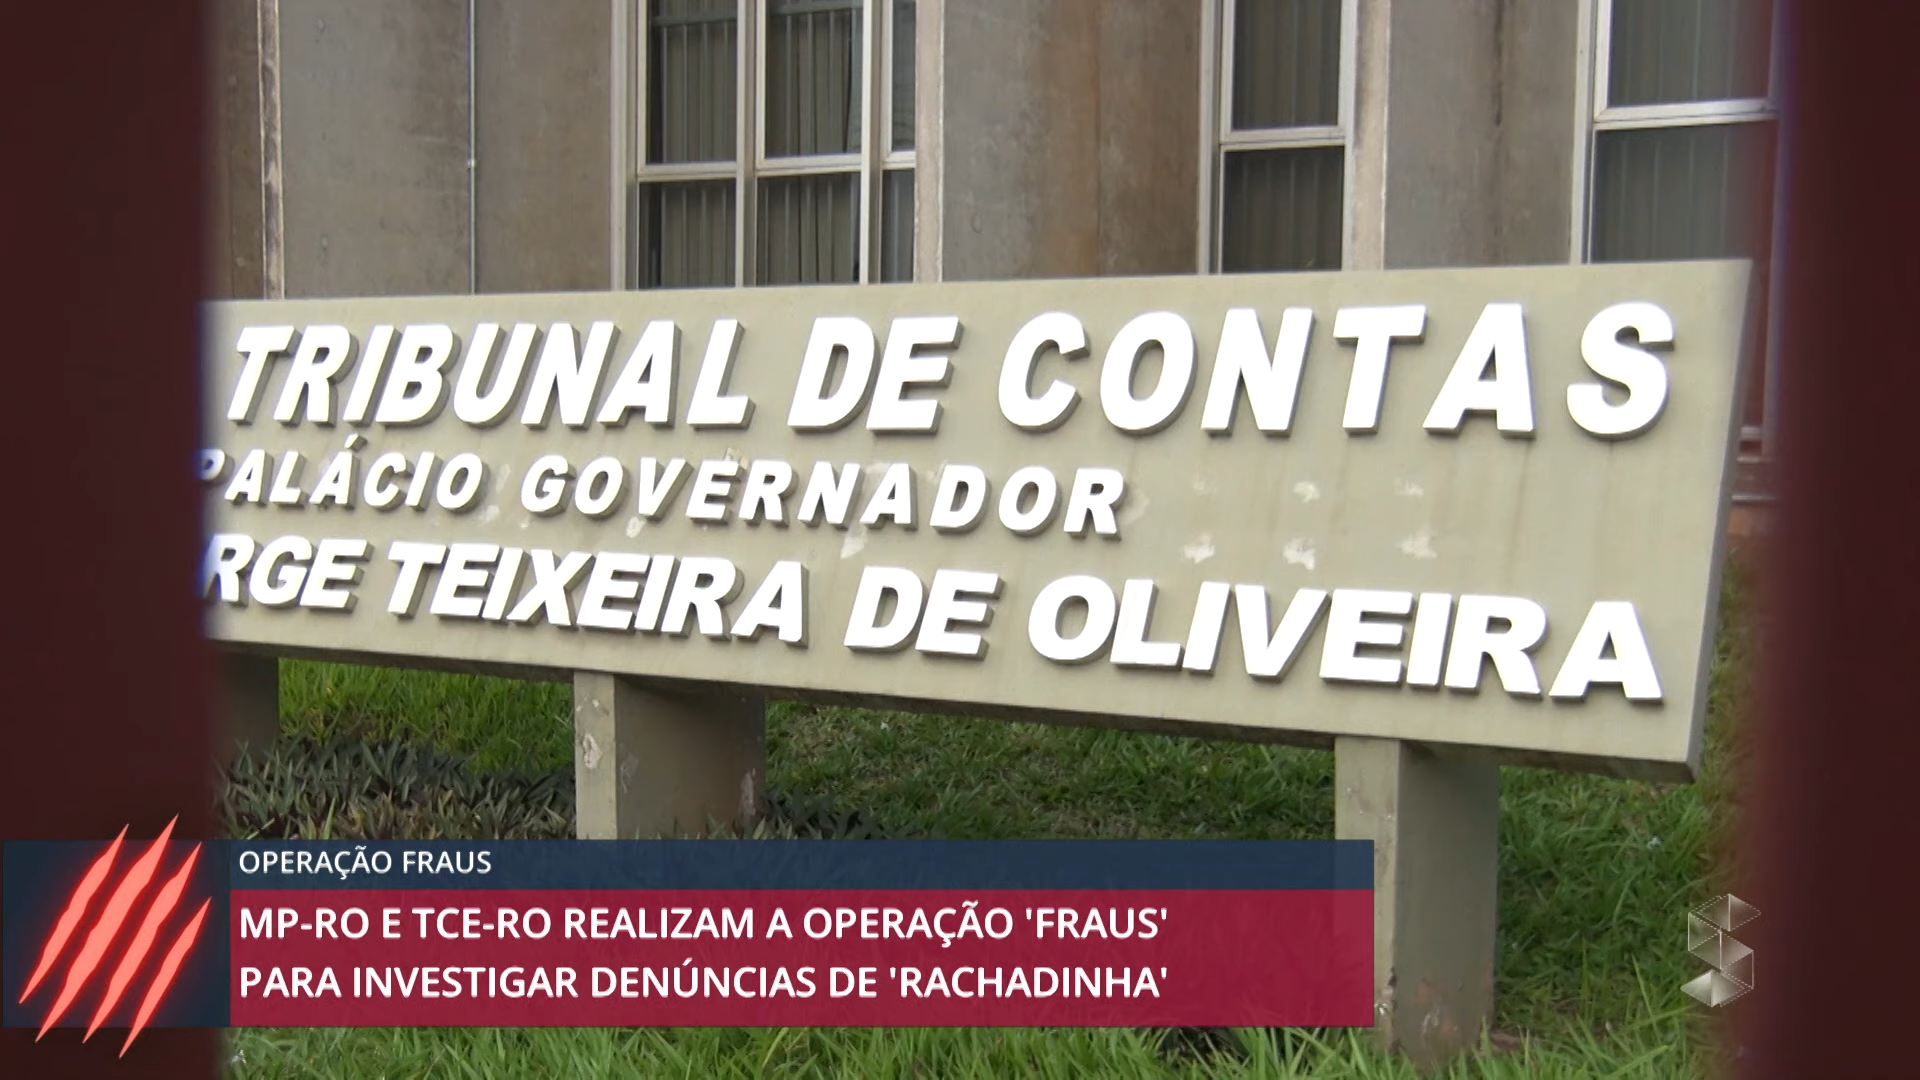 TRIBUNAL DE CONTAS
PALÁCIO GOVERNADOR
RGE TEIXEIRA DE OLIVEIRA
OPERAÇÃO FRAUS
MP-RO E TCE-RO REALIZAM A OPERAÇÃO 'FRAUS'
PARA INVESTIGAR DENÚNCIAS DE 'RACHADINHA'